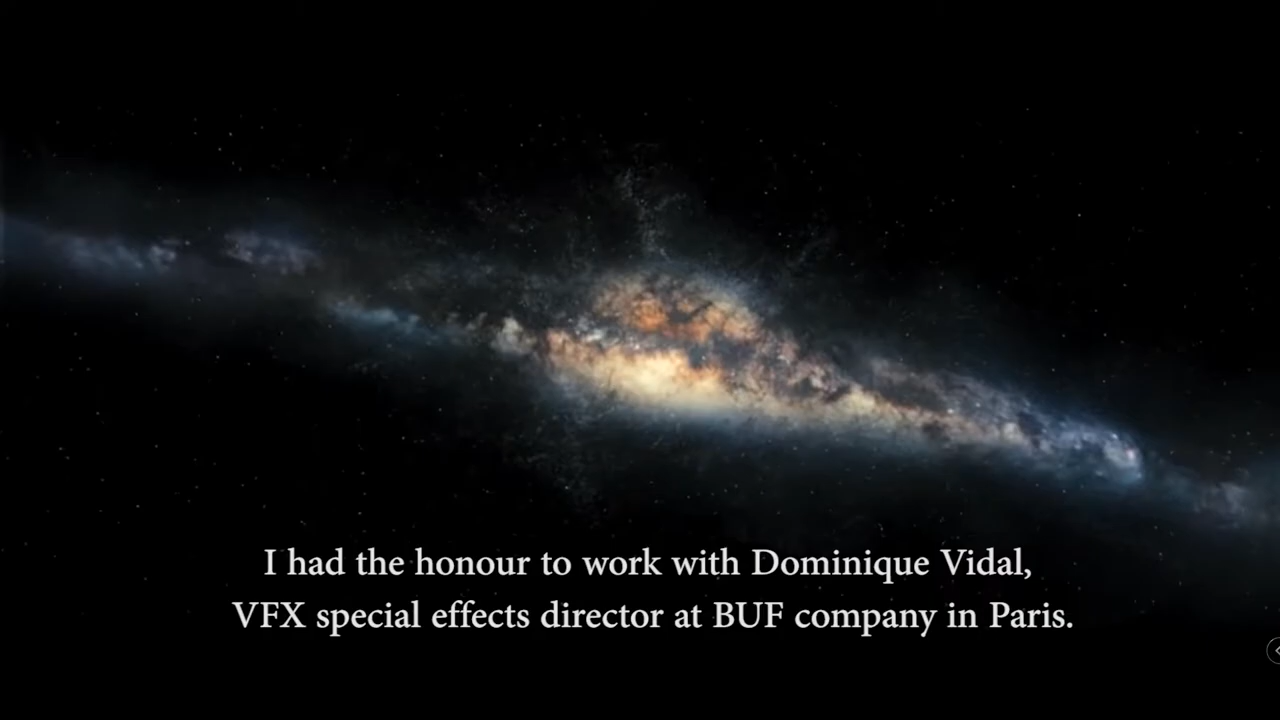 I had the honour to work with Dominique Vidal,
VFX special effects director at BUF company in Paris.